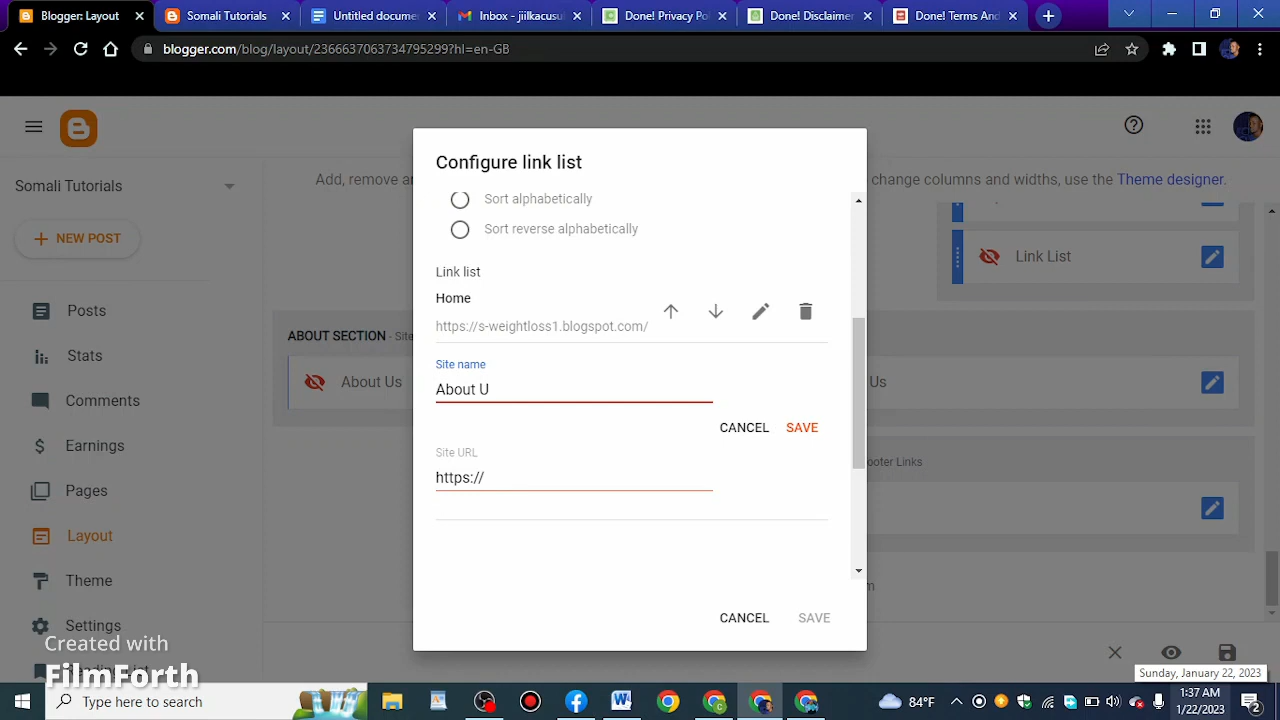 Blogger: Layout
Somali Tutorials
Untitled docume
Inbox - jiilkacusul
Done! Privacy Pol
Done! Disclaimer
Done! Terms And
blogger.com/blog/layout/2366637063734795299?hl=en-GB
Somali Tutorials
NEW POST
Posts
Stats
Comments
Earnings
Pages
Layout
Theme
Settings
Add, remove an
change columns and widths, use the Theme designer.
Link List
ABOUT SECTION - Site
About Us
Us
ooter Links
Configure link list
Sort alphabetically
Sort reverse alphabetically
Link list
Home
https://s-weightloss1.blogspot.com/
Site name
About U
CANCEL SAVE
Site URL
https://
CANCEL SAVE
Created with
FilmForth
Sunday, January 22, 2023
Type here to search
84°F
1:37 AM
1/22/2023
2